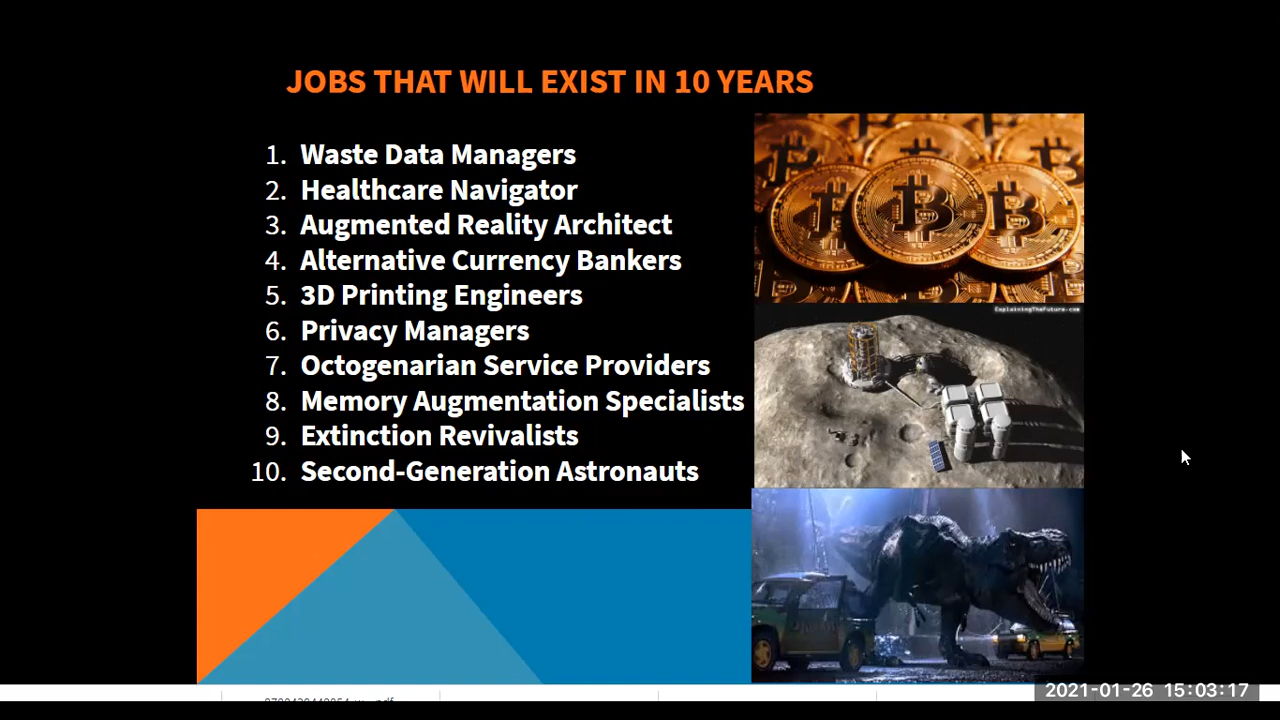 JOBS THAT WILL EXIST IN 10 YEARS
1. Waste Data Managers
2. Healthcare Navigator
3. Augmented Reality Architect
4. Alternative Currency Bankers
5. 3D Printing Engineers
6. Privacy Managers
7. Octogenarian Service Providers
8. Memory Augmentation Specialists
9. Extinction Revivalists
10. Second-Generation Astronauts
ExplainingTheFuture.com
2021-01-26 15:03:17